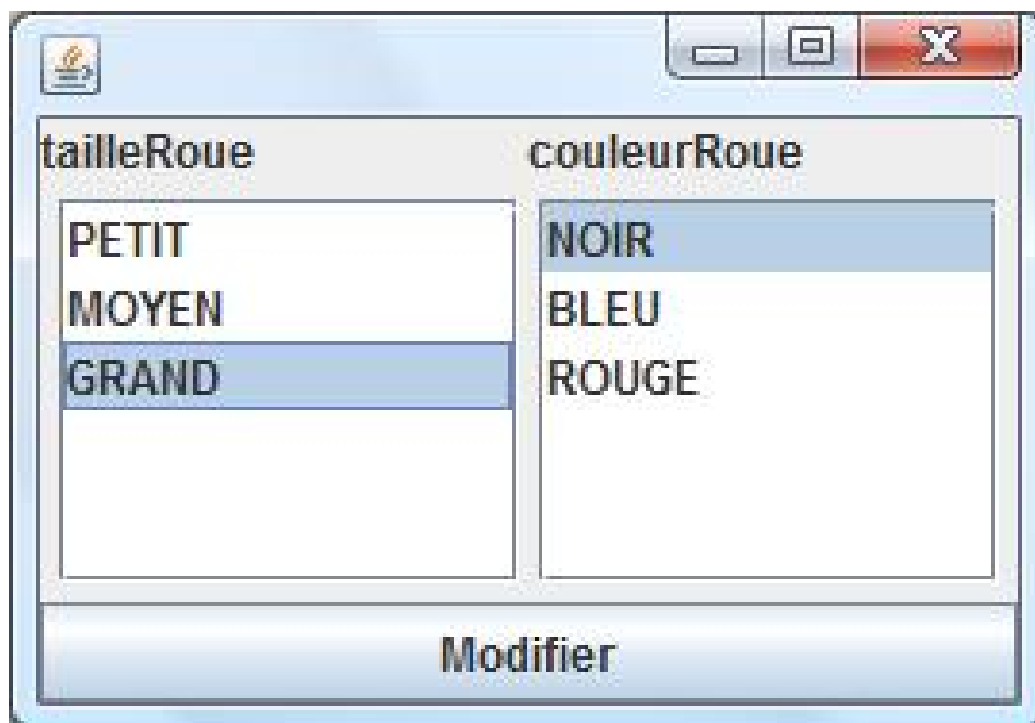 tailleRoue
couleurRoue
PETIT
MOYEN
GRAND
NOIR
BLEU
ROUGE
Modifier